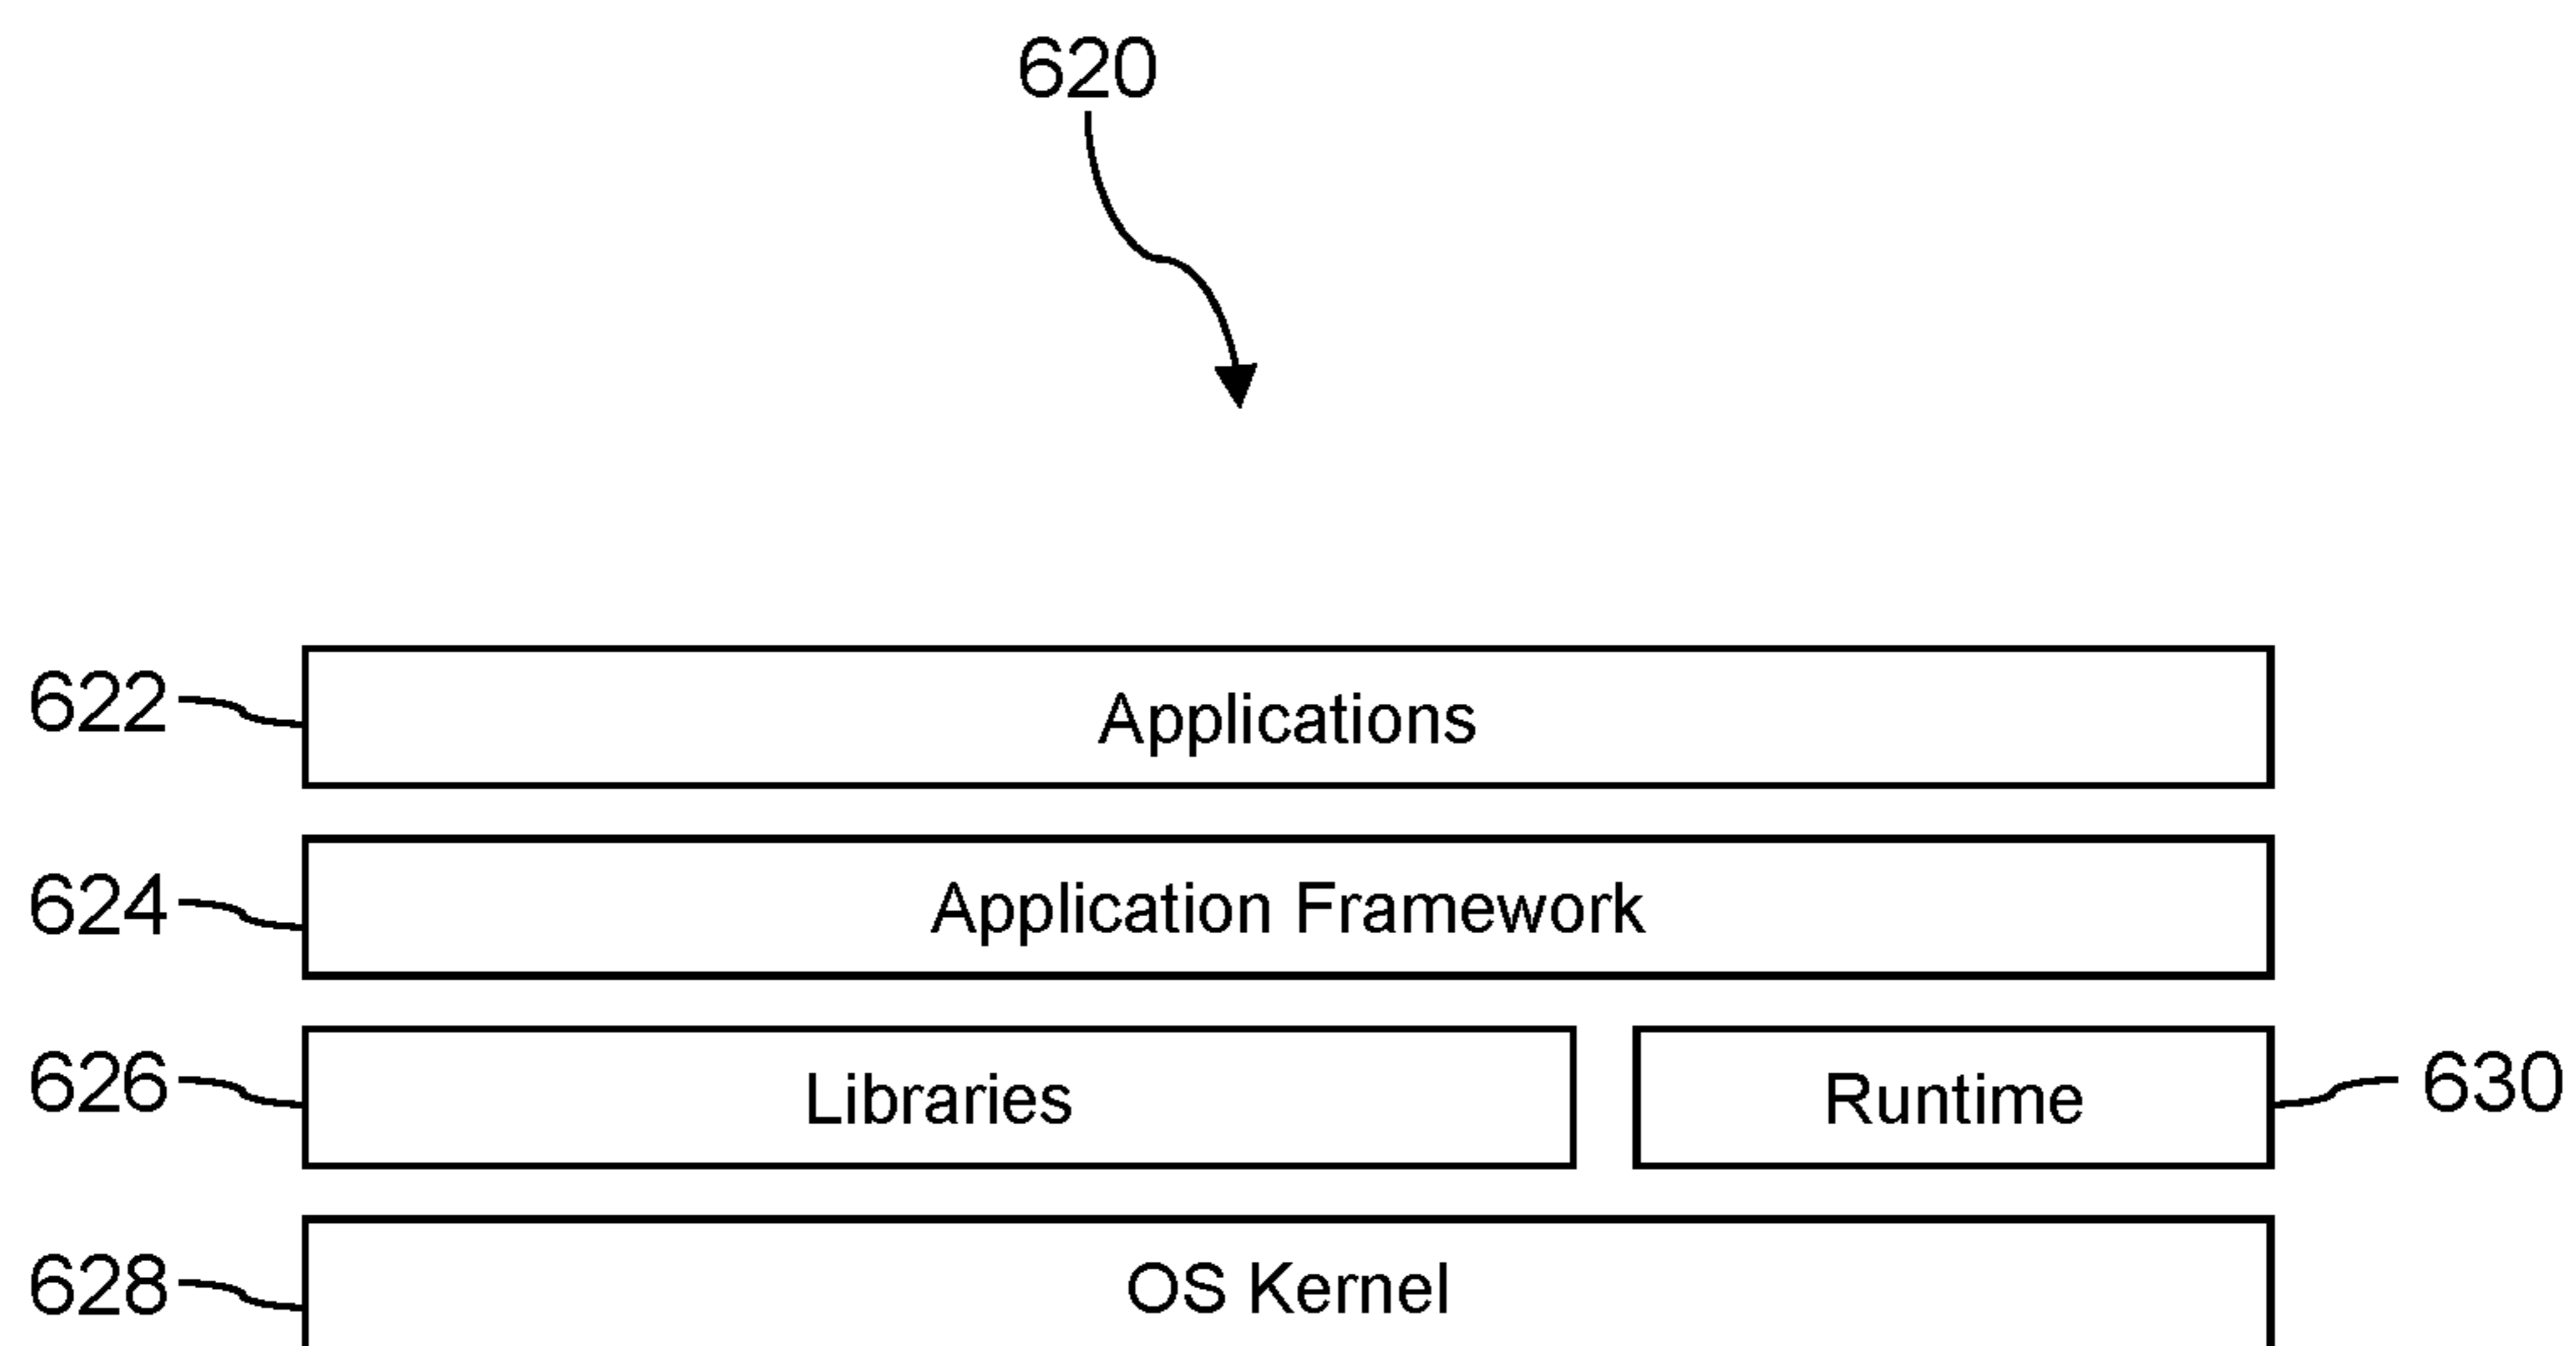 620
622 Applications
624 Application Framework
626 Libraries Runtime 630
628 OS Kernel